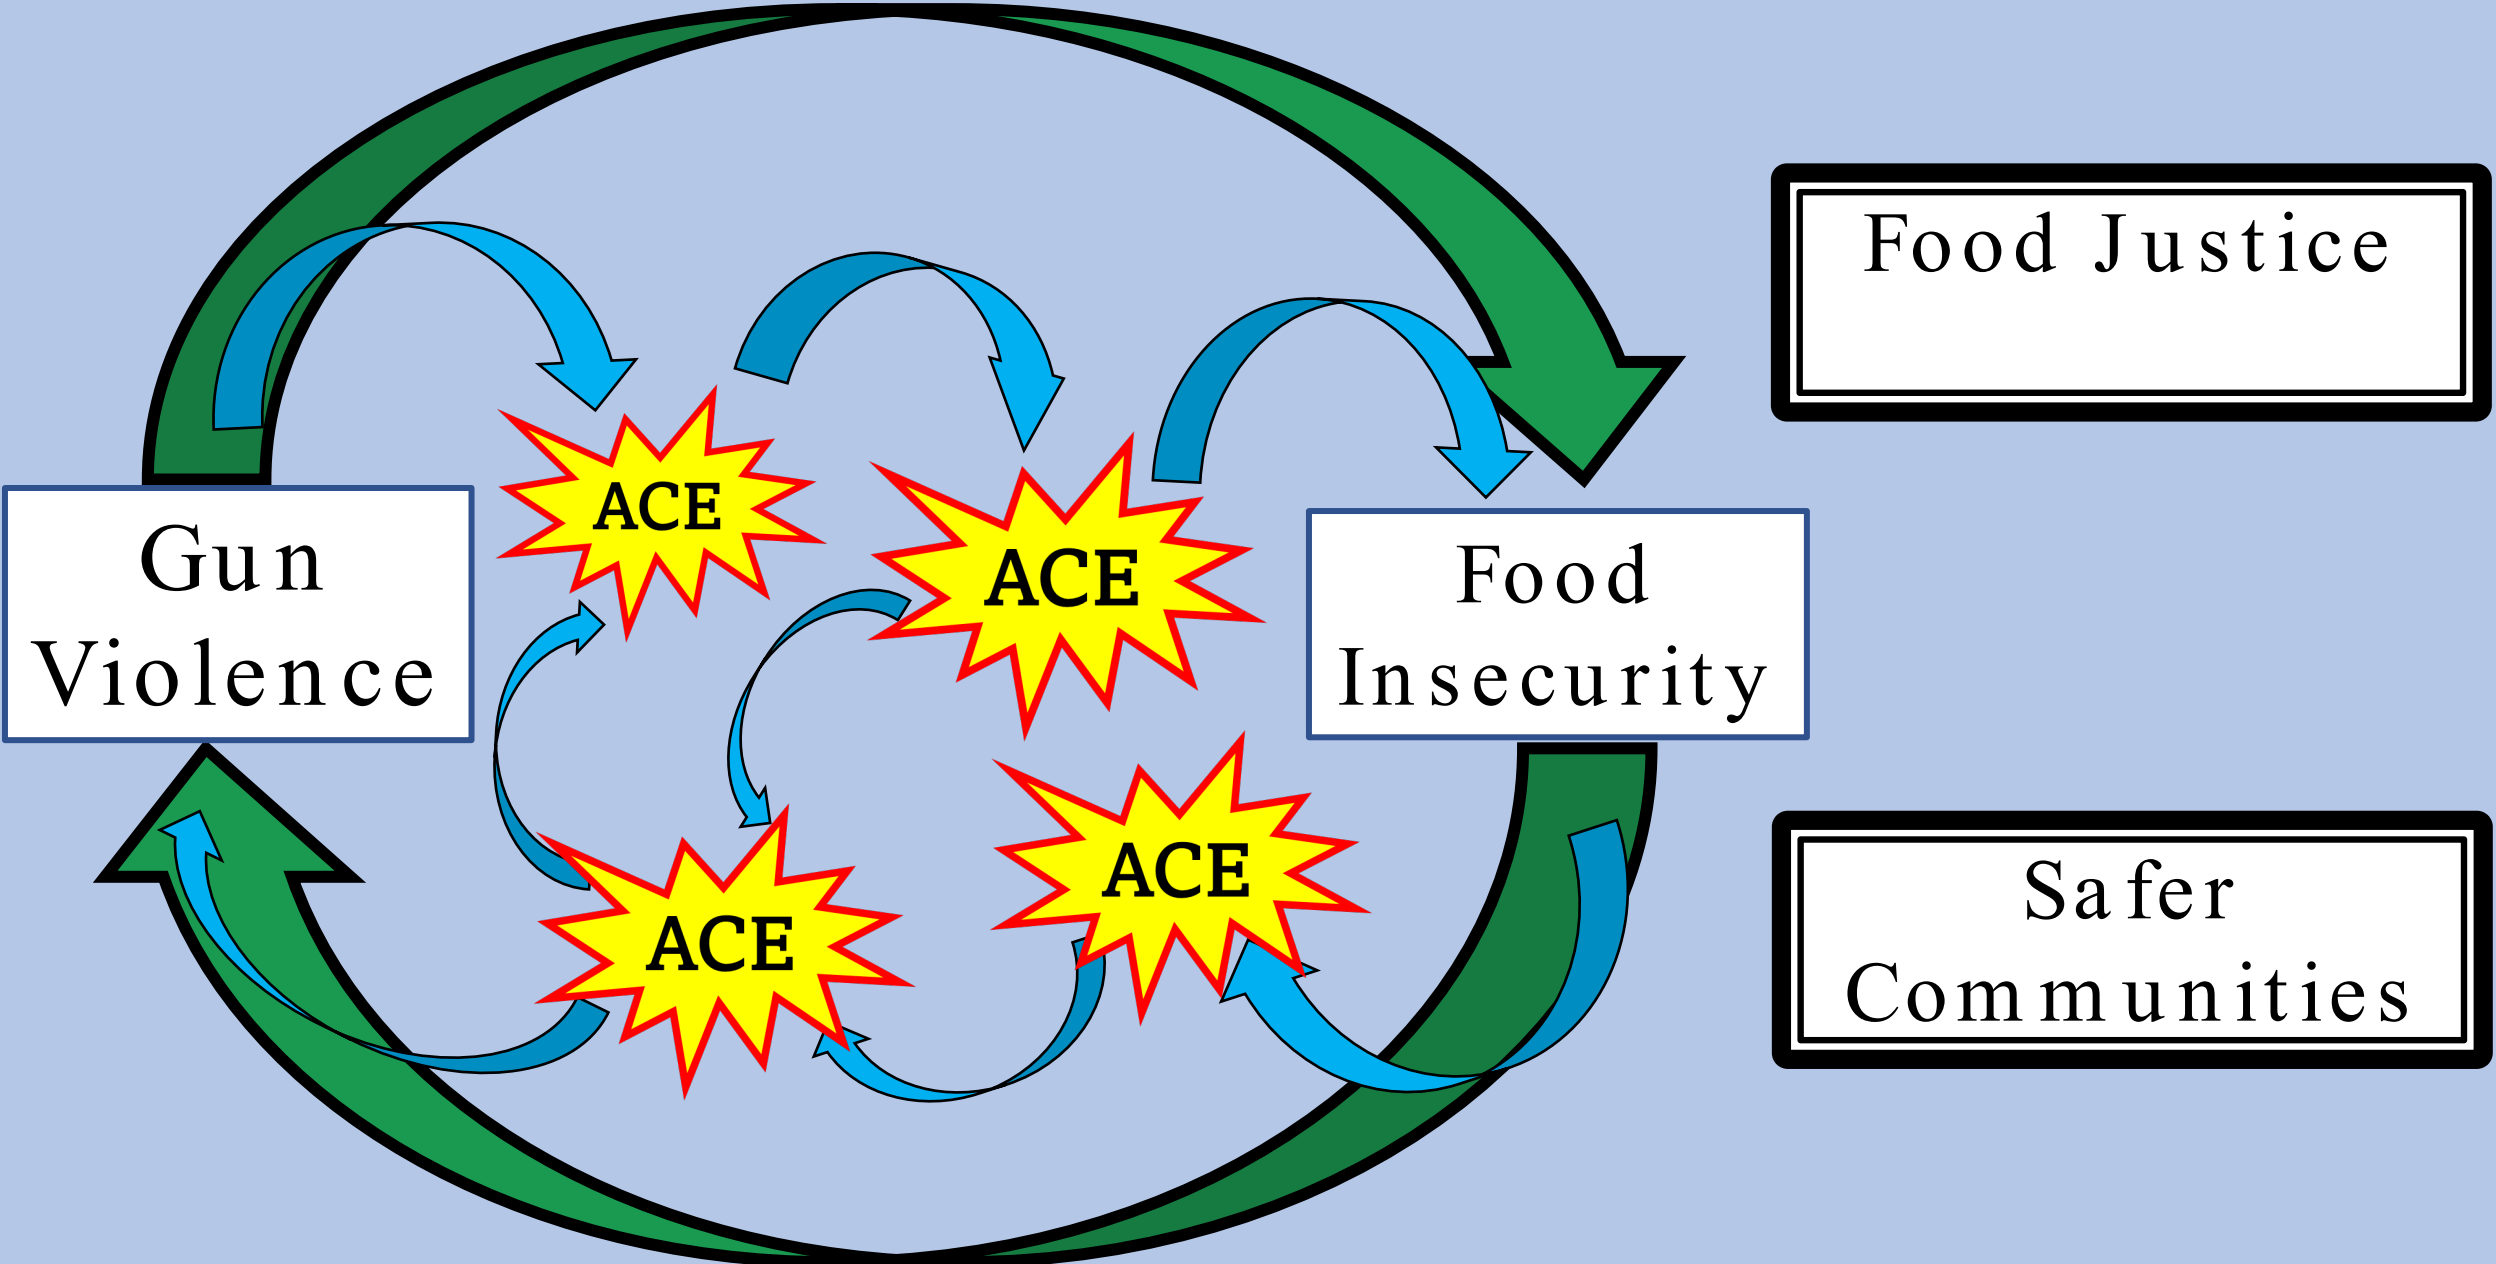 Food Justice
ACE
Gun
Violence
ACE
Food
Insecurity
ACE
ACE
Safer
Communities